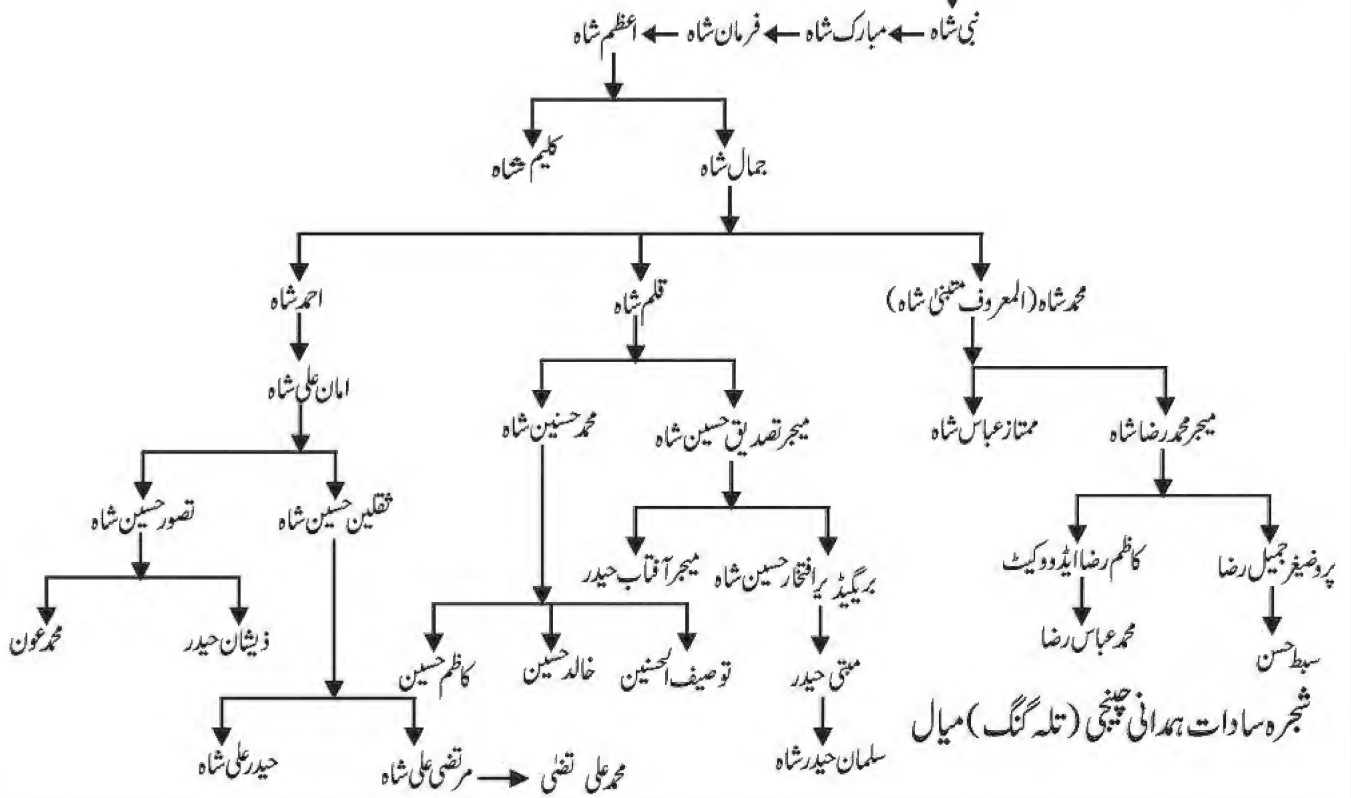 نبی شاہ ← مبارک شاہ ← فرمان شاہ ← اعظم شاہ
جمال شاہ کلیم شاہ
محمد شاہ (المعروف متبنیٰ شاہ) قلم شاہ احمد شاہ
امان علی شاہ
میجر محمد رضا شاہ ممتاز عباس شاہ میجر تصدیق حسین شاہ محمد حسنین شاہ
ثقلین حسین شاہ تصور حسین شاہ
پروفیغر جمیل رضا کاظم رضا ایڈووکیٹ بریگیڈیر افتخار حسین شاہ میجر آفتاب حیدر
سبط حسن محمد عباس رضا ذیشان حیدر محمد عون
حیدر توصیف الحسنین خالد حسین کاظم حسین
شجرہ سادات ہمدانی چینجی (تلہ گنگ) میال
سلمان حیدر شاہ محمد علی مرتضی علی شاہ حیدر علی شاہ